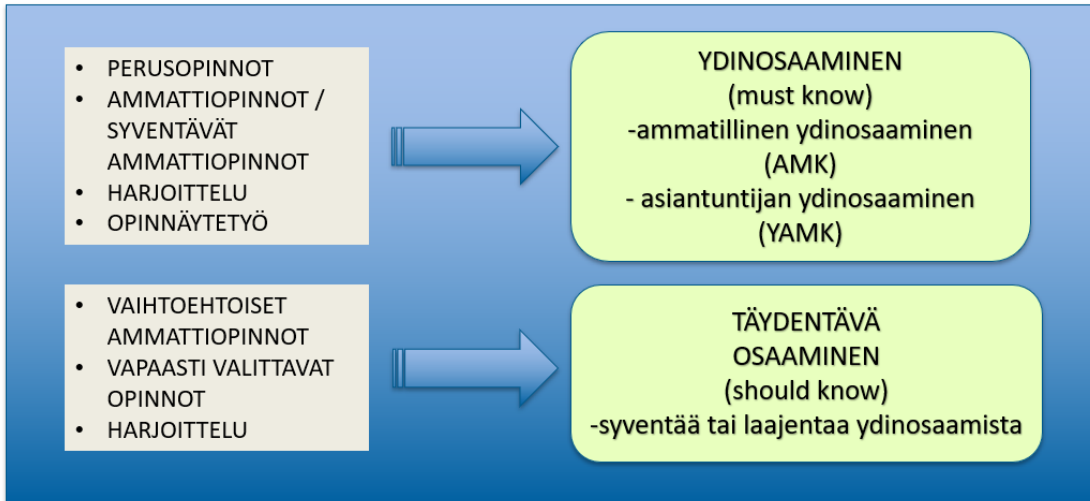 • PERUSOPINNOT
• AMMATTIOPINNOT /
SYVENTÄVÄT
AMMATTIOPINNOT
• HARJOITTELU
• OPINNÄYTETYÖ
YDINOSAAMINEN
(must know)
-ammatillinen ydinosaaminen
(AMK)
- asiantuntijan ydinosaaminen
(YAMK)
• VAIHTOEHTOISET
AMMATTIOPINNOT
• VAPAASTI VALITTAVAT
OPINNOT
• HARJOITTELU
TÄYDENTÄVÄ
OSAAMINEN
(should know)
-syventää tai laajentaa ydinosaamista